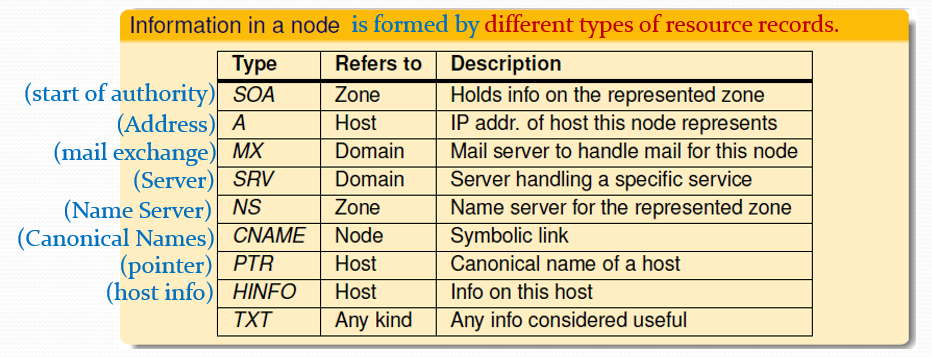 Information in a node is formed by different types of resource records.
Type Refers to Description
(start of authority) SOA Zone Holds info on the represented zone
(Address) A Host IP addr. of host this node represents
(mail exchange) MX Domain Mail server to handle mail for this node
(Server) SRV Domain Server handling a specific service
(Name Server) NS Zone Name server for the represented zone
(Canonical Names) CNAME Node Symbolic link
(pointer) PTR Host Canonical name of a host
(host info) HINFO Host Info on this host
TXT Any kind Any info considered useful